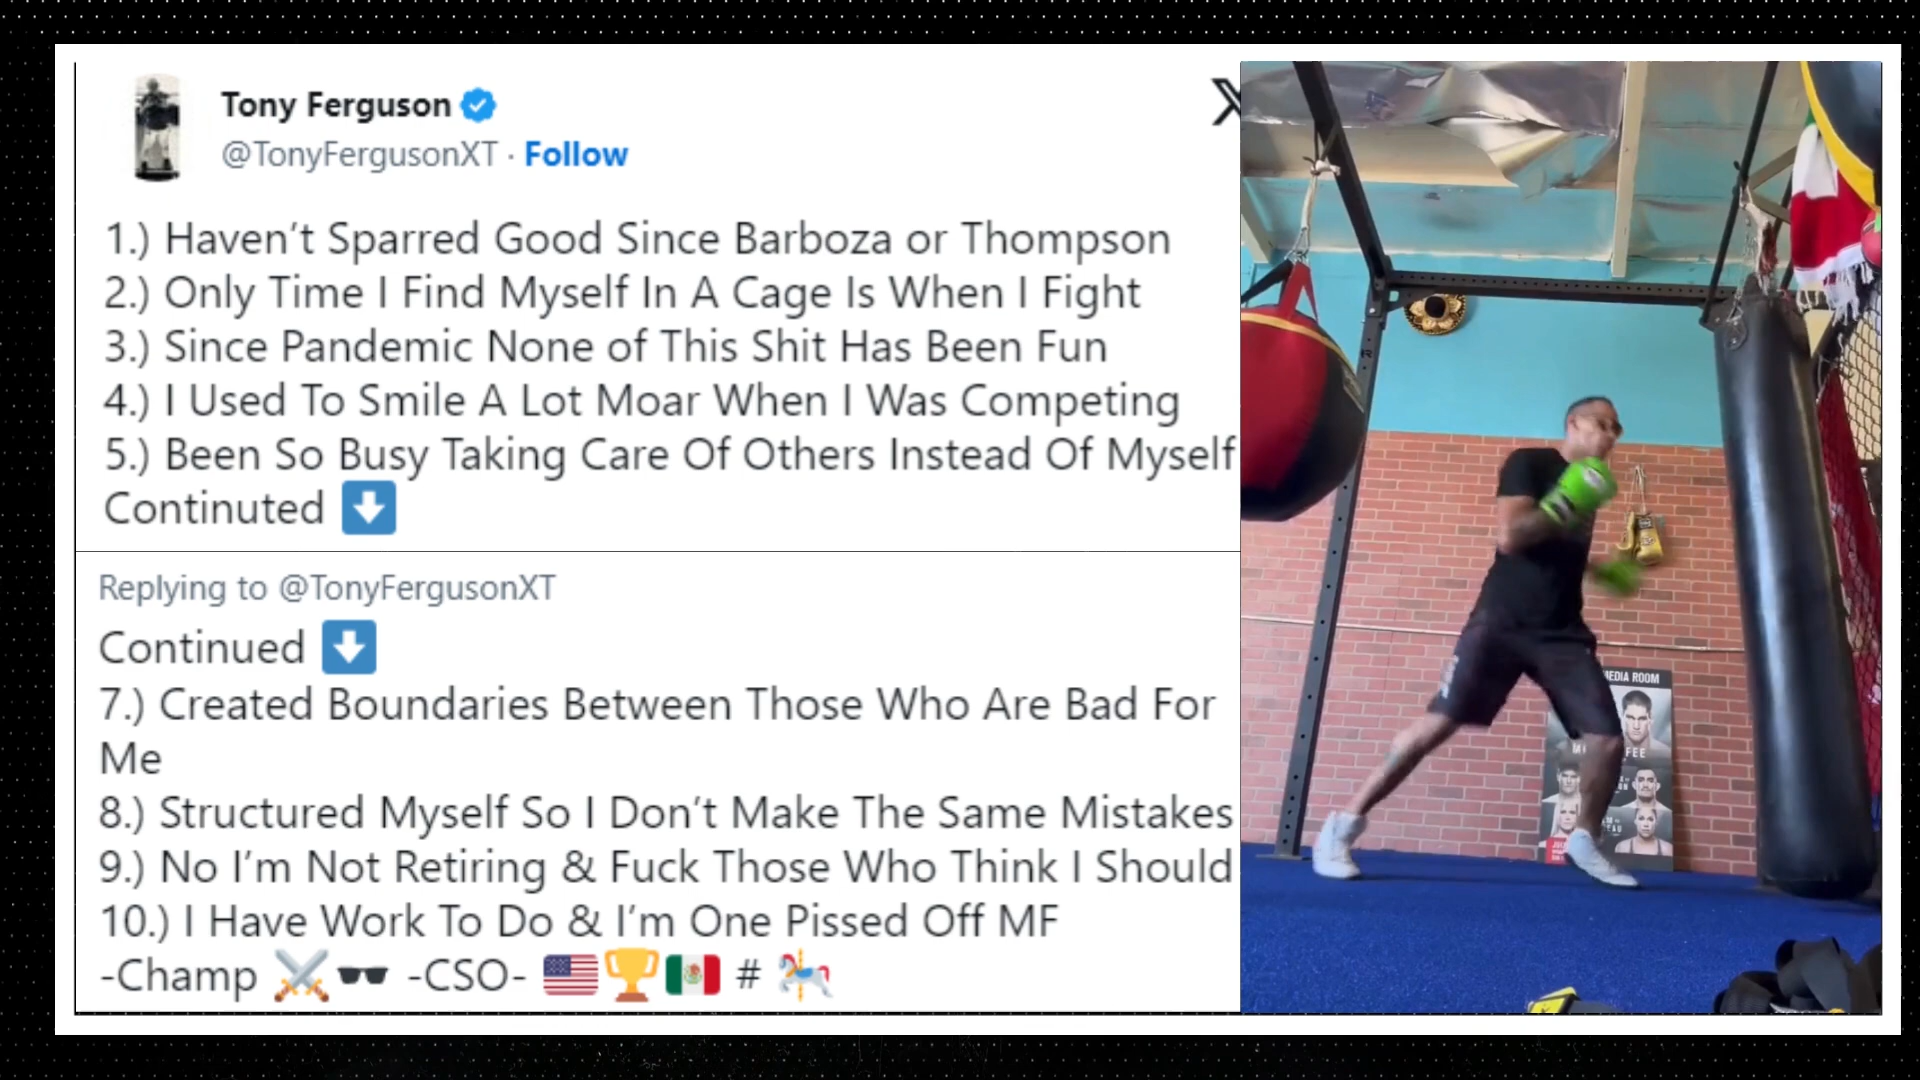 Tony Ferguson
@TonyFergusonXT · Follow
1.) Haven’t Sparred Good Since Barboza or Thompson
2.) Only Time I Find Myself In A Cage Is When I Fight
3.) Since Pandemic None of This Shit Has Been Fun
4.) I Used To Smile A Lot Moar When I Was Competing
5.) Been So Busy Taking Care Of Others Instead Of Myself
Continuted ⬇️
Replying to @TonyFergusonXT
Continued ⬇️
7.) Created Boundaries Between Those Who Are Bad For
Me
8.) Structured Myself So I Don’t Make The Same Mistakes
9.) No I’m Not Retiring & Fuck Those Who Think I Should
10.) I Have Work To Do & I’m One Pissed Off MF
-Champ ⚔️🕶️ -CSO- 🇺🇸🏆🇲🇽 # 🎠
MEDIA ROOM